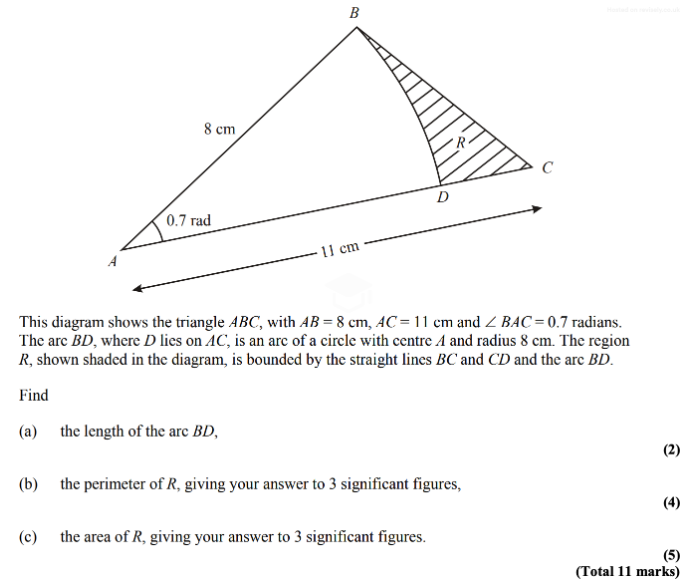 B
8 cm
R
C
0.7 rad
D
A
11 cm
This diagram shows the triangle ABC, with AB = 8 cm, AC = 11 cm and ∠ BAC = 0.7 radians.
The arc BD, where D lies on AC, is an arc of a circle with centre A and radius 8 cm. The region
R, shown shaded in the diagram, is bounded by the straight lines BC and CD and the arc BD.
Find
(a) the length of the arc BD,
(2)
(b) the perimeter of R, giving your answer to 3 significant figures,
(4)
(c) the area of R, giving your answer to 3 significant figures.
(5)
(Total 11 marks)